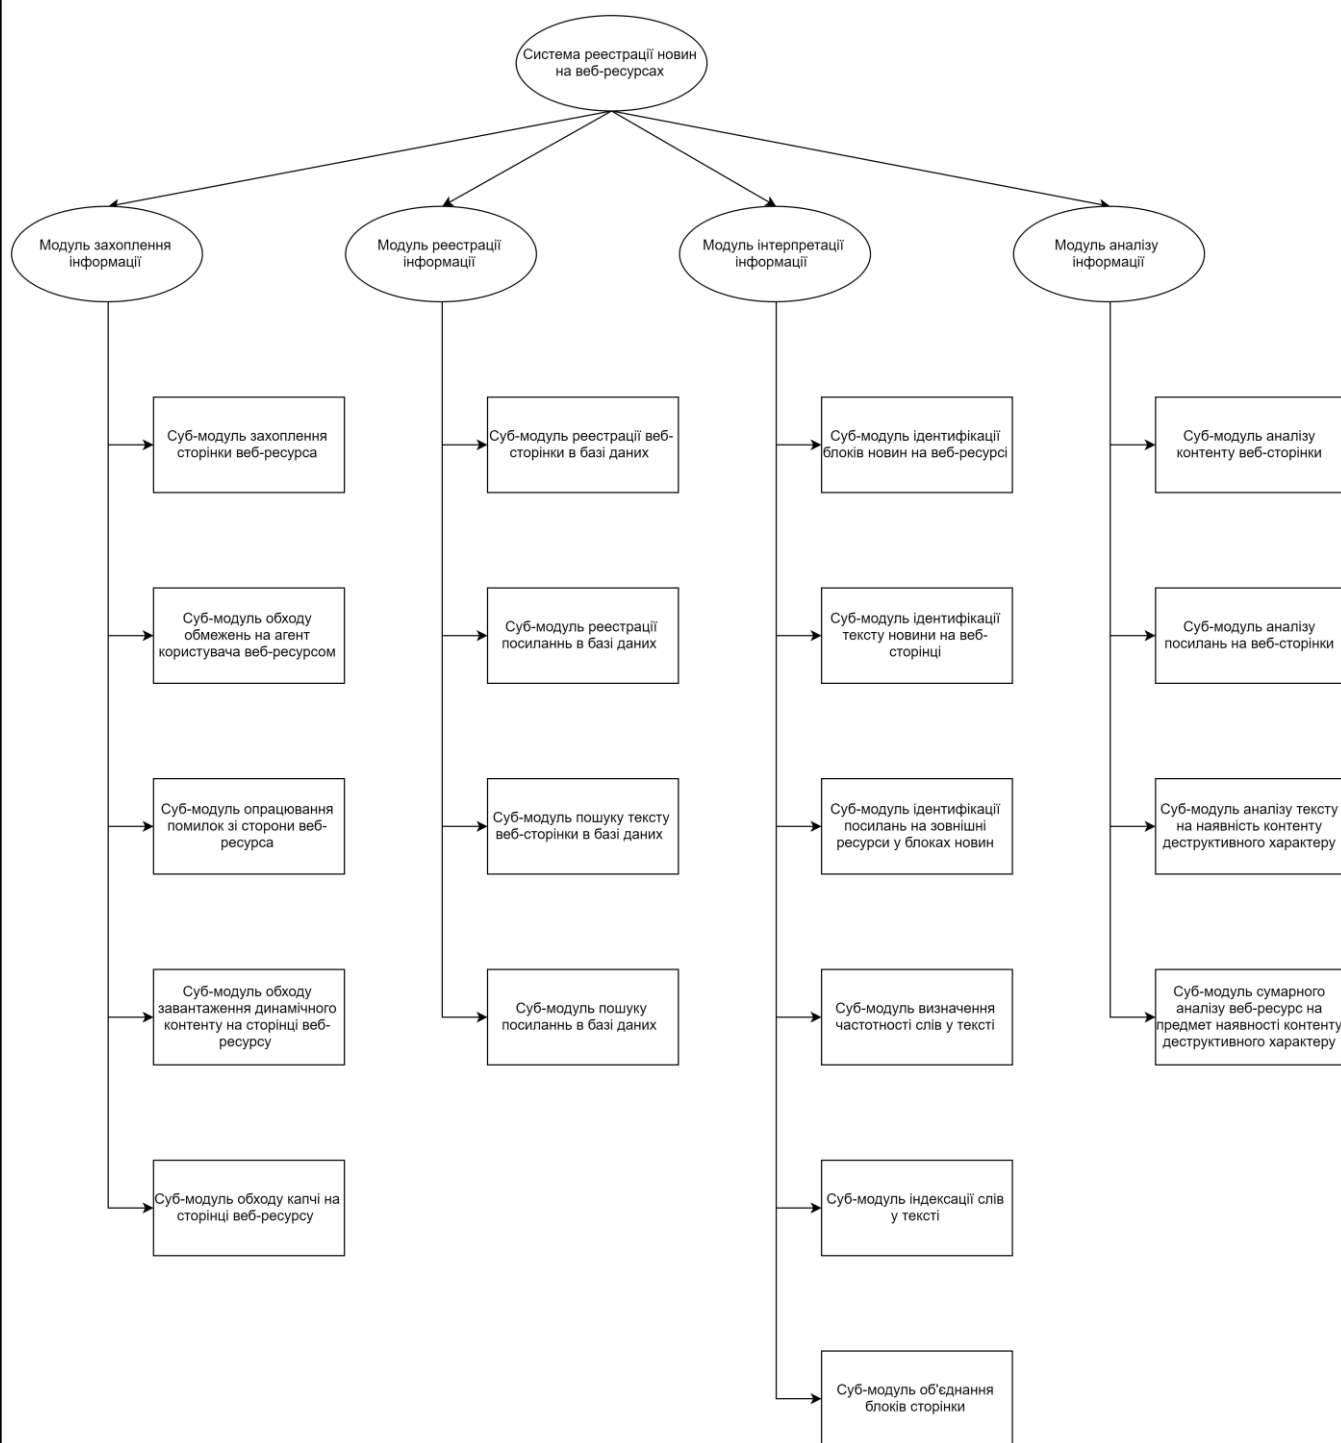 Система реестрації новин
на веб-ресурсах
Модуль захоплення
інформації
Модуль реестрації
інформації
Модуль інтерпретації
інформації
Модуль аналізу
інформації
Суб-модуль захоплення
сторінки веб-ресурса
Суб-модуль реестрації веб-
сторінки в базі даних
Суб-модуль ідентифікації
блоків новин на веб-ресурсі
Суб-модуль аналізу
контенту веб-сторінки
Суб-модуль обходу
обмежень на агент
користувача веб-ресурсом
Суб-модуль реестрації
посиланнь в базі даних
Суб-модуль ідентифікації
тексту новини на веб-
сторінці
Суб-модуль аналізу
посилань на веб-сторінки
Суб-модуль опрацювання
помилок зі сторони веб-
ресурса
Суб-модуль пошуку тексту
веб-сторінки в базі даних
Суб-модуль ідентифікації
посилань на зовнішні
ресурси у блоках новин
Суб-модуль аналізу тексту
на наявність контенту
деструктивного характеру
Суб-модуль обходу
завантаження динамічного
контенту на сторінці веб-
ресурсу
Суб-модуль пошуку
посиланнь в базі даних
Суб-модуль визначення
частотності слів у тексті
Суб-модуль сумарного
аналізу веб-ресурс на
предмет наявності контенту
деструктивного характеру
Суб-модуль обходу капчі на
сторінці веб-ресурсу
Суб-модуль індексації слів
у тексті
Суб-модуль об'єднання
блоків сторінки